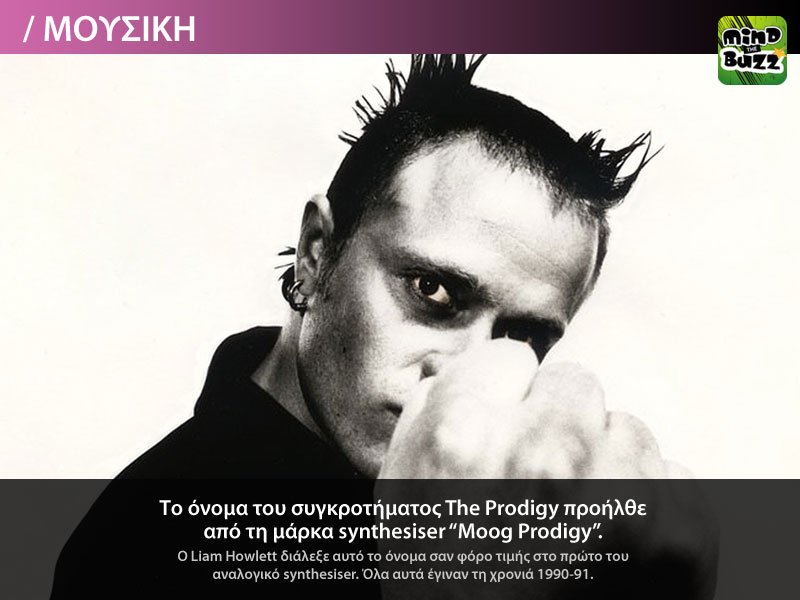 / ΜΟΥΣΙΚΗ
mind
THE
Buzz
Το όνομα του συγκροτήματος The Prodigy προήλθε
από τη μάρκα synthesiser “Moog Prodigy”.
Ο Liam Howlett διάλεξε αυτό το όνομα σαν φόρο τιμής στο πρώτο του
αναλογικό synthesiser. Όλα αυτά έγιναν τη χρονιά 1990-91.